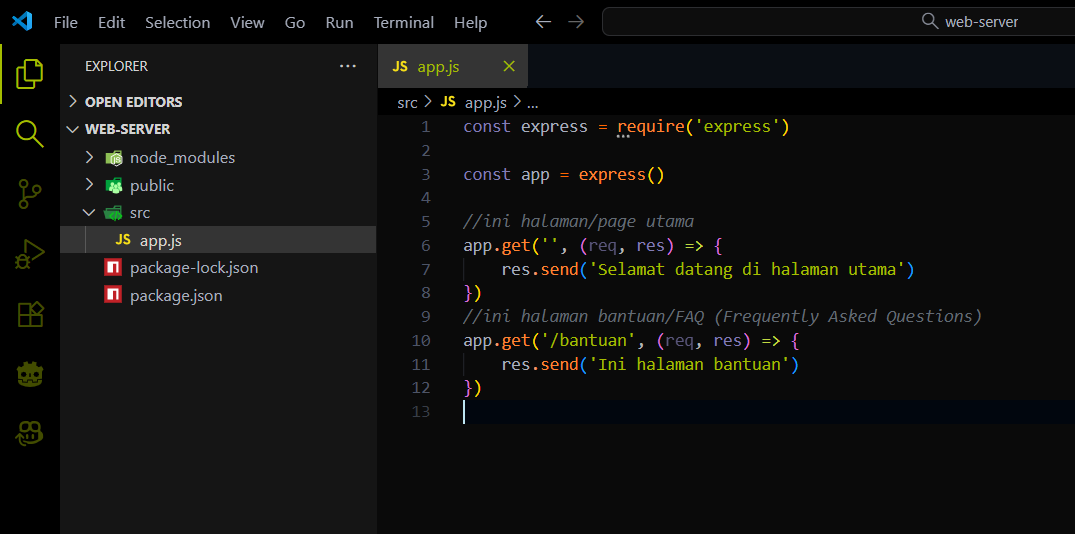 File Edit Selection View Go Run Terminal Help web-server
EXPLORER ...
JS app.js
OPEN EDITORS
src > JS app.js > ...
WEB-SERVER
node_modules
public
src
JS app.js
package-lock.json
package.json
1 const express = require('express')
2
3 const app = express()
4
5 //ini halaman/page utama
6 app.get('', (req, res) => {
7 res.send('Selamat datang di halaman utama')
8 })
9 //ini halaman bantuan/FAQ (Frequently Asked Questions)
10 app.get('/bantuan', (req, res) => {
11 res.send('Ini halaman bantuan')
12 })
13